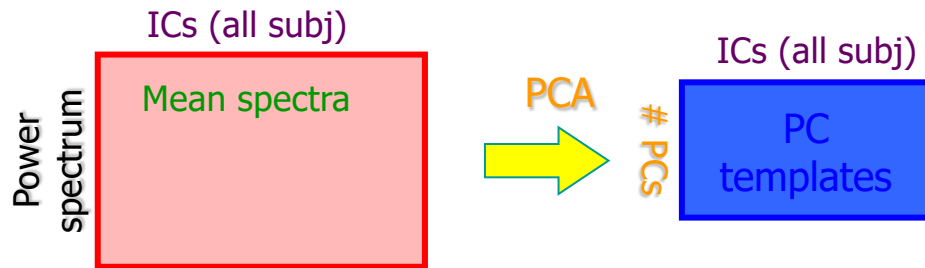 ICs (all subj)
Power
spectrum
Mean spectra
PCA
# PCs
ICs (all subj)
PC
templates